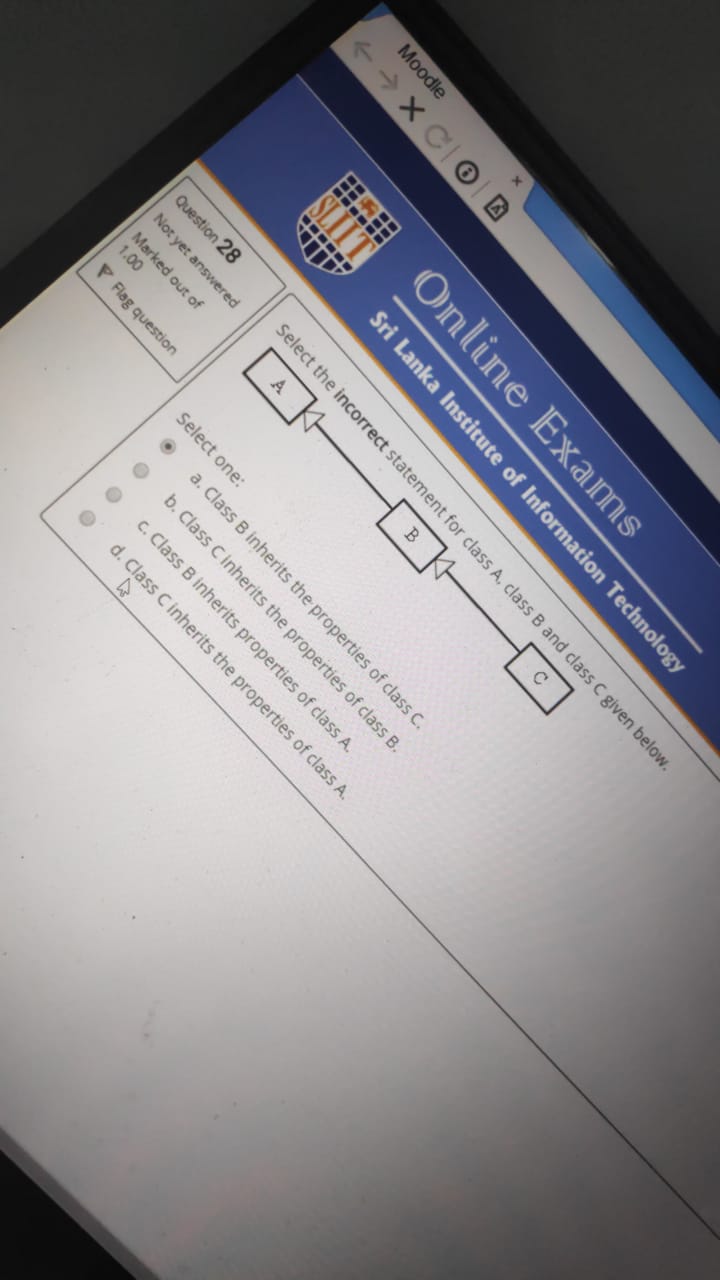 Moodle
×
SLIIT
Online Exams
Sri Lanka Institute of Information Technology
Question 28
Not yet answered
Marked out of
1.00
Flag question
Select the incorrect statement for class A, class B and class C given below.
A
B
C
Select one:
a. Class B inherits the properties of class C.
b. Class C inherits the properties of class B.
c. Class B inherits properties of class A.
d. Class C inherits the properties of class A.